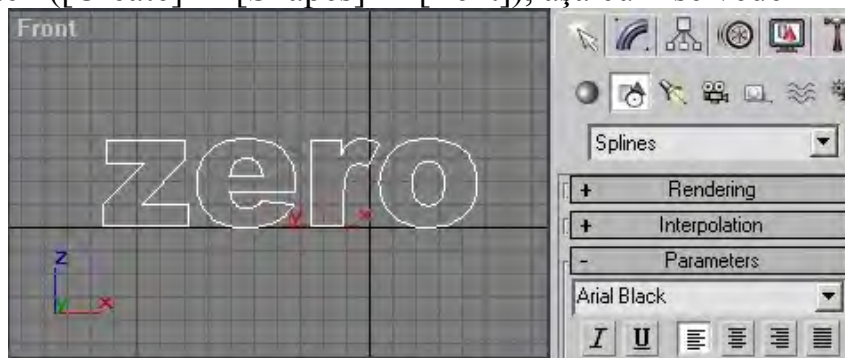 Front
zero
z
y
x
y
x
Splines
+ Rendering
+ Interpolation
- Parameters
Arial Black
I U